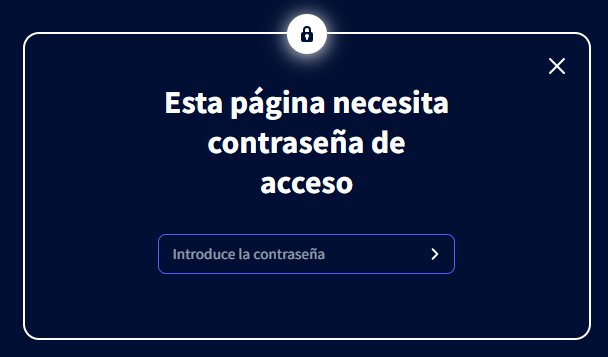 Esta página necesita
contraseña de
acceso
Introduce la contraseña